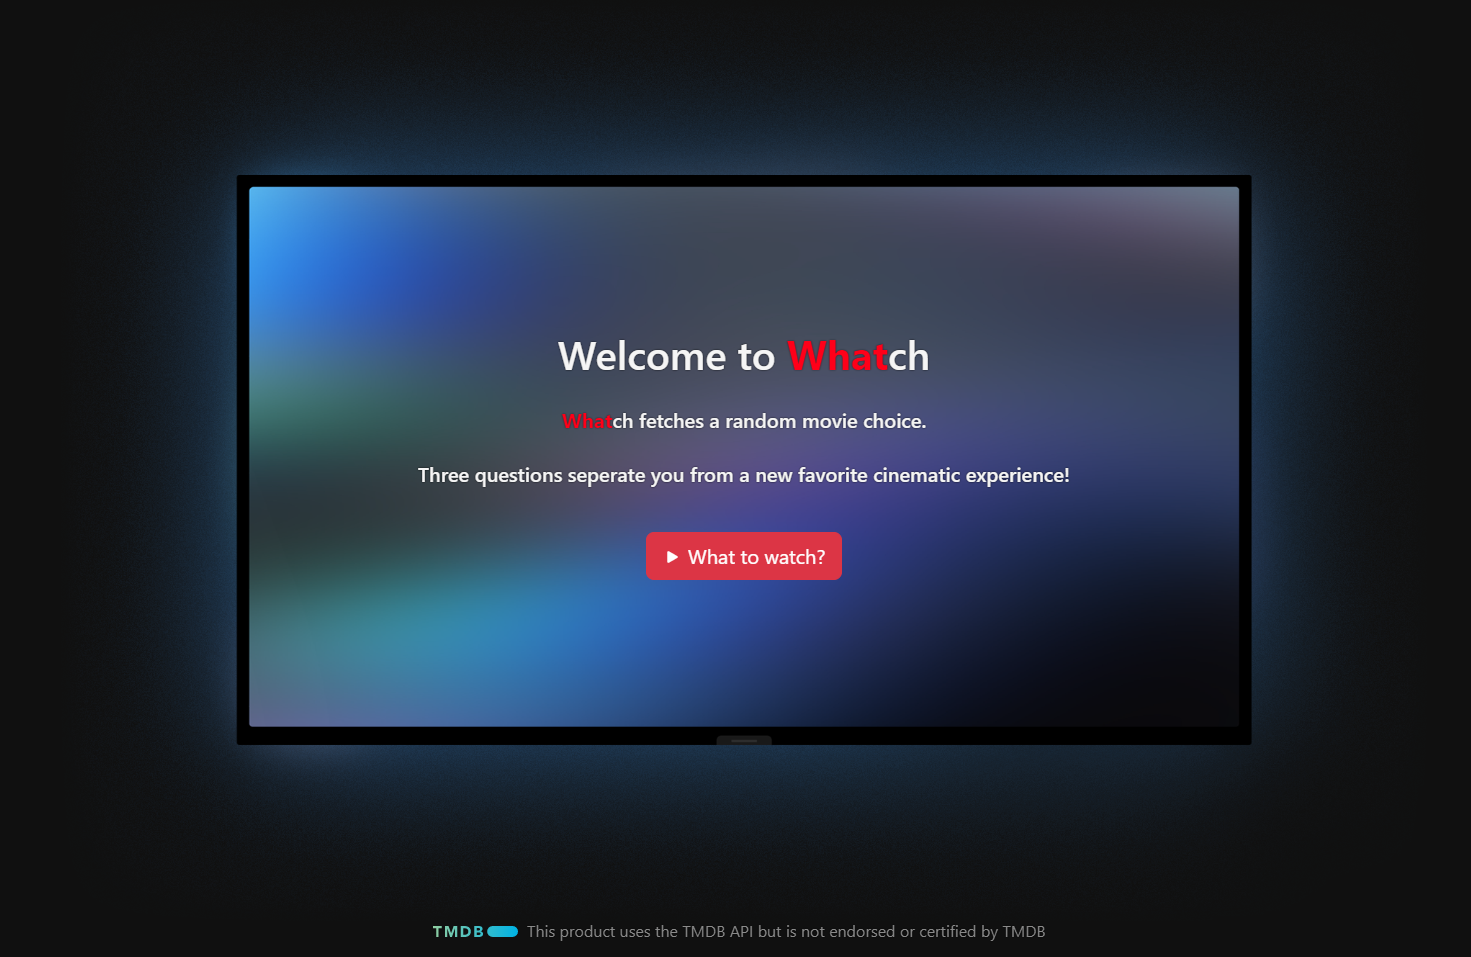 Welcome to Whatch
Whatch fetches a random movie choice.
Three questions seperate you from a new favorite cinematic experience!
What to watch?
TMDB This product uses the TMDB API but is not endorsed or certified by TMDB